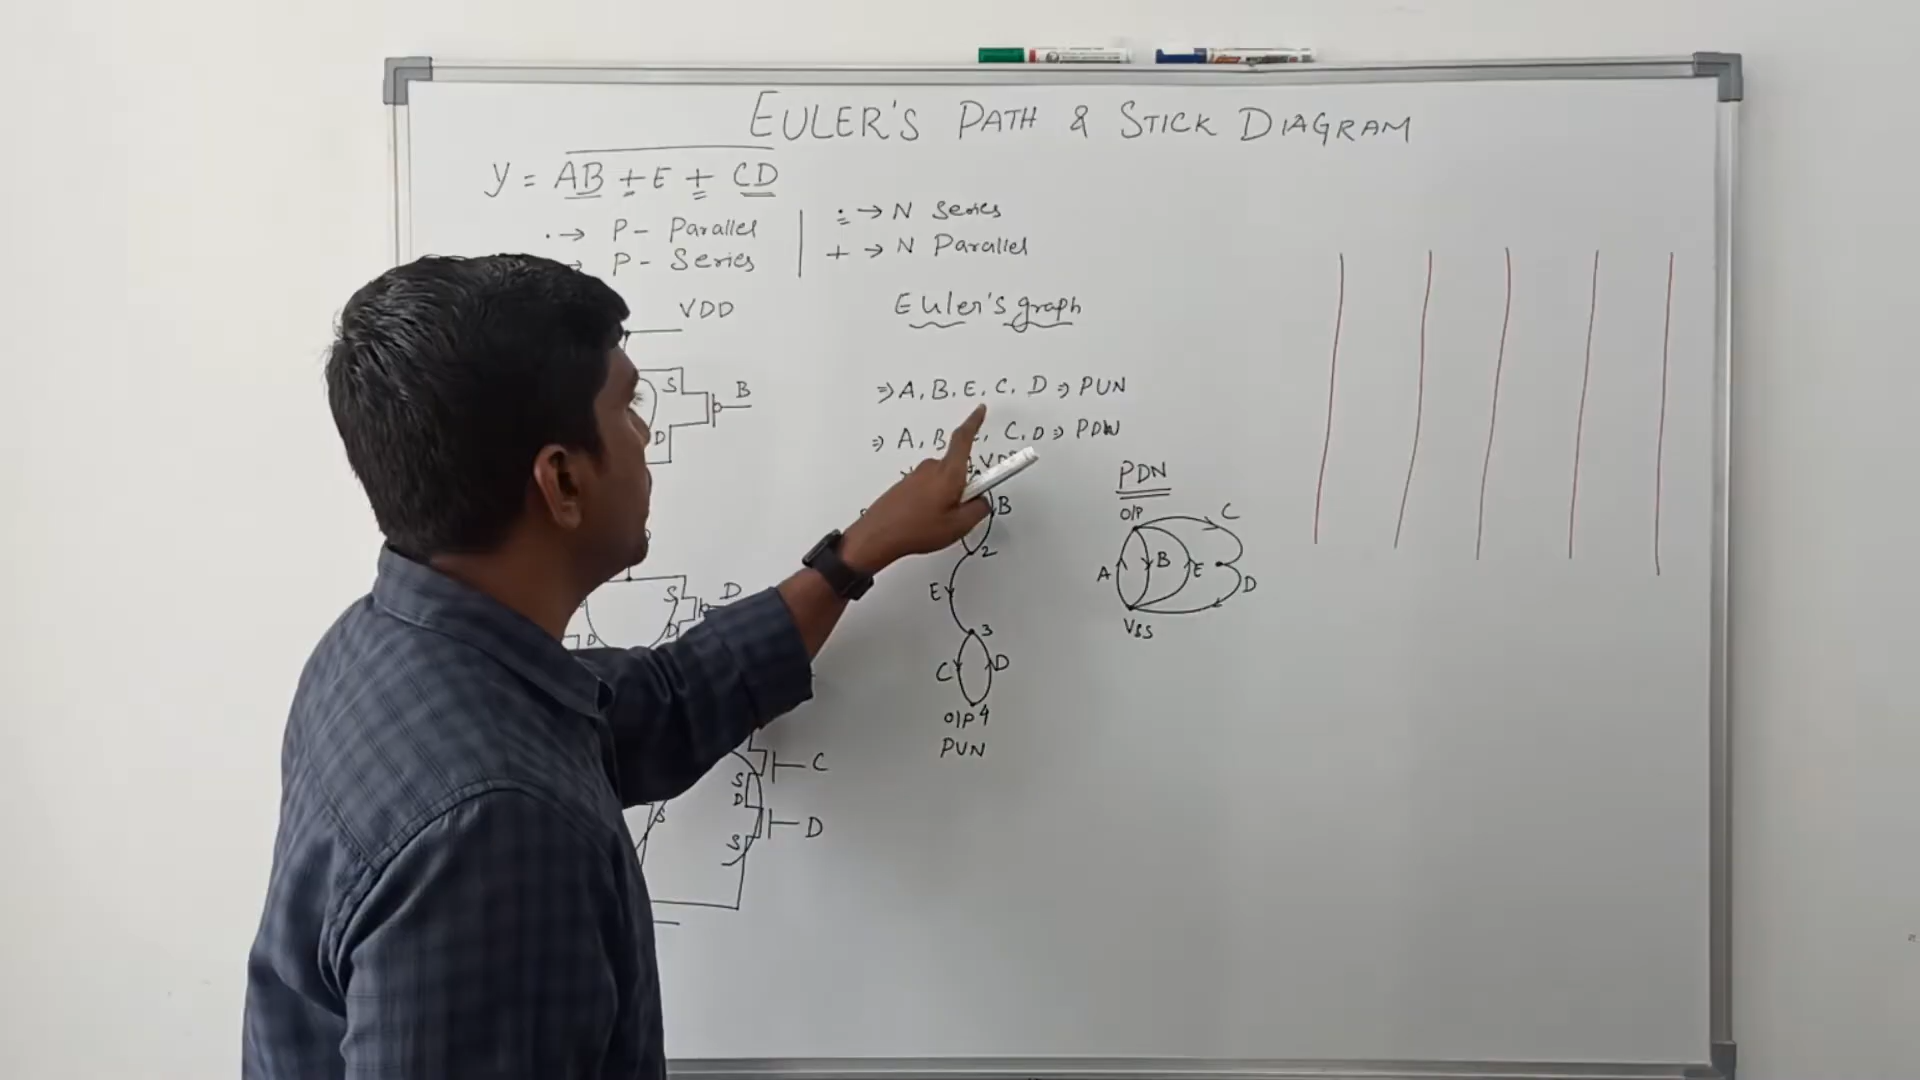 EULER'S PATH & STICK DIAGRAM
Y = AB + E + CD
. → P - Parallel
→ P - Series
. → N Series
+ → N Parallel
VDD
Euler's graph
S
B
D
⇒ A, B, E, C, D ⇒ PUN
⇒ A, B, C, D ⇒ PDN
B
2
E
3
C
D
O/P 4
PUN
PDN
O/P
C
A
B
E
D
VSS
S
D
D
D
C
S
D
S
D
S